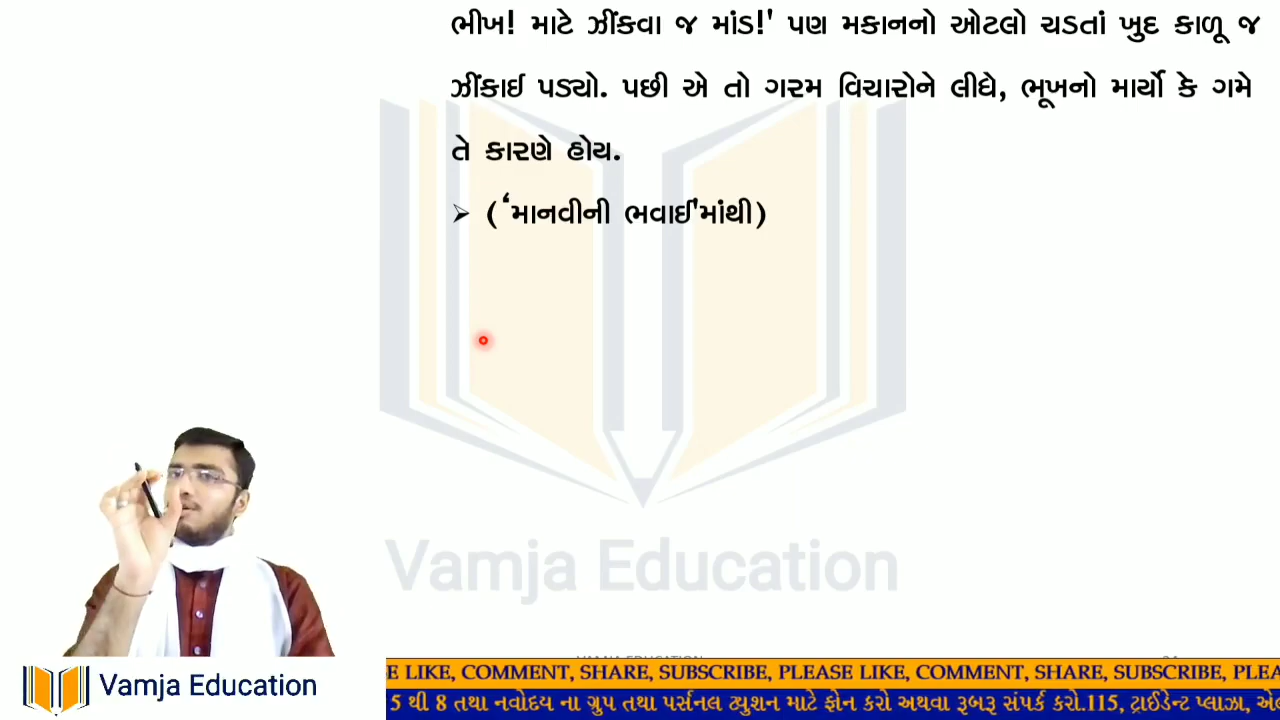 ભીખ! માટે ઝીંકવા જ માંડ!' પણ મકાનનો ઓટલો ચડતાં ખુદ કાળૂ જ
ઝીંકાઈ પડ્યો. પછી એ તો ગરમ વિચારોને લીધે, ભૂખનો માર્યો કે ગમે
તે કારણે હોય.
➢ (‘માનવીની ભવાઈ'માંથી)
Vamja Education
Vamja Education
E LIKE, COMMENT, SHARE, SUBSCRIBE, PLEASE LIKE, COMMENT, SHARE, SUBSCRIBE, PLEA
5 થી 8 તથા નવોદય ના ગ્રુપ તથા પર્સનલ ટ્યુશન માટે ફોન કરો અથવા રૂબરૂ સંપર્ક કરો.115, ટ્રાઈડેન્ટ પ્લાઝા,